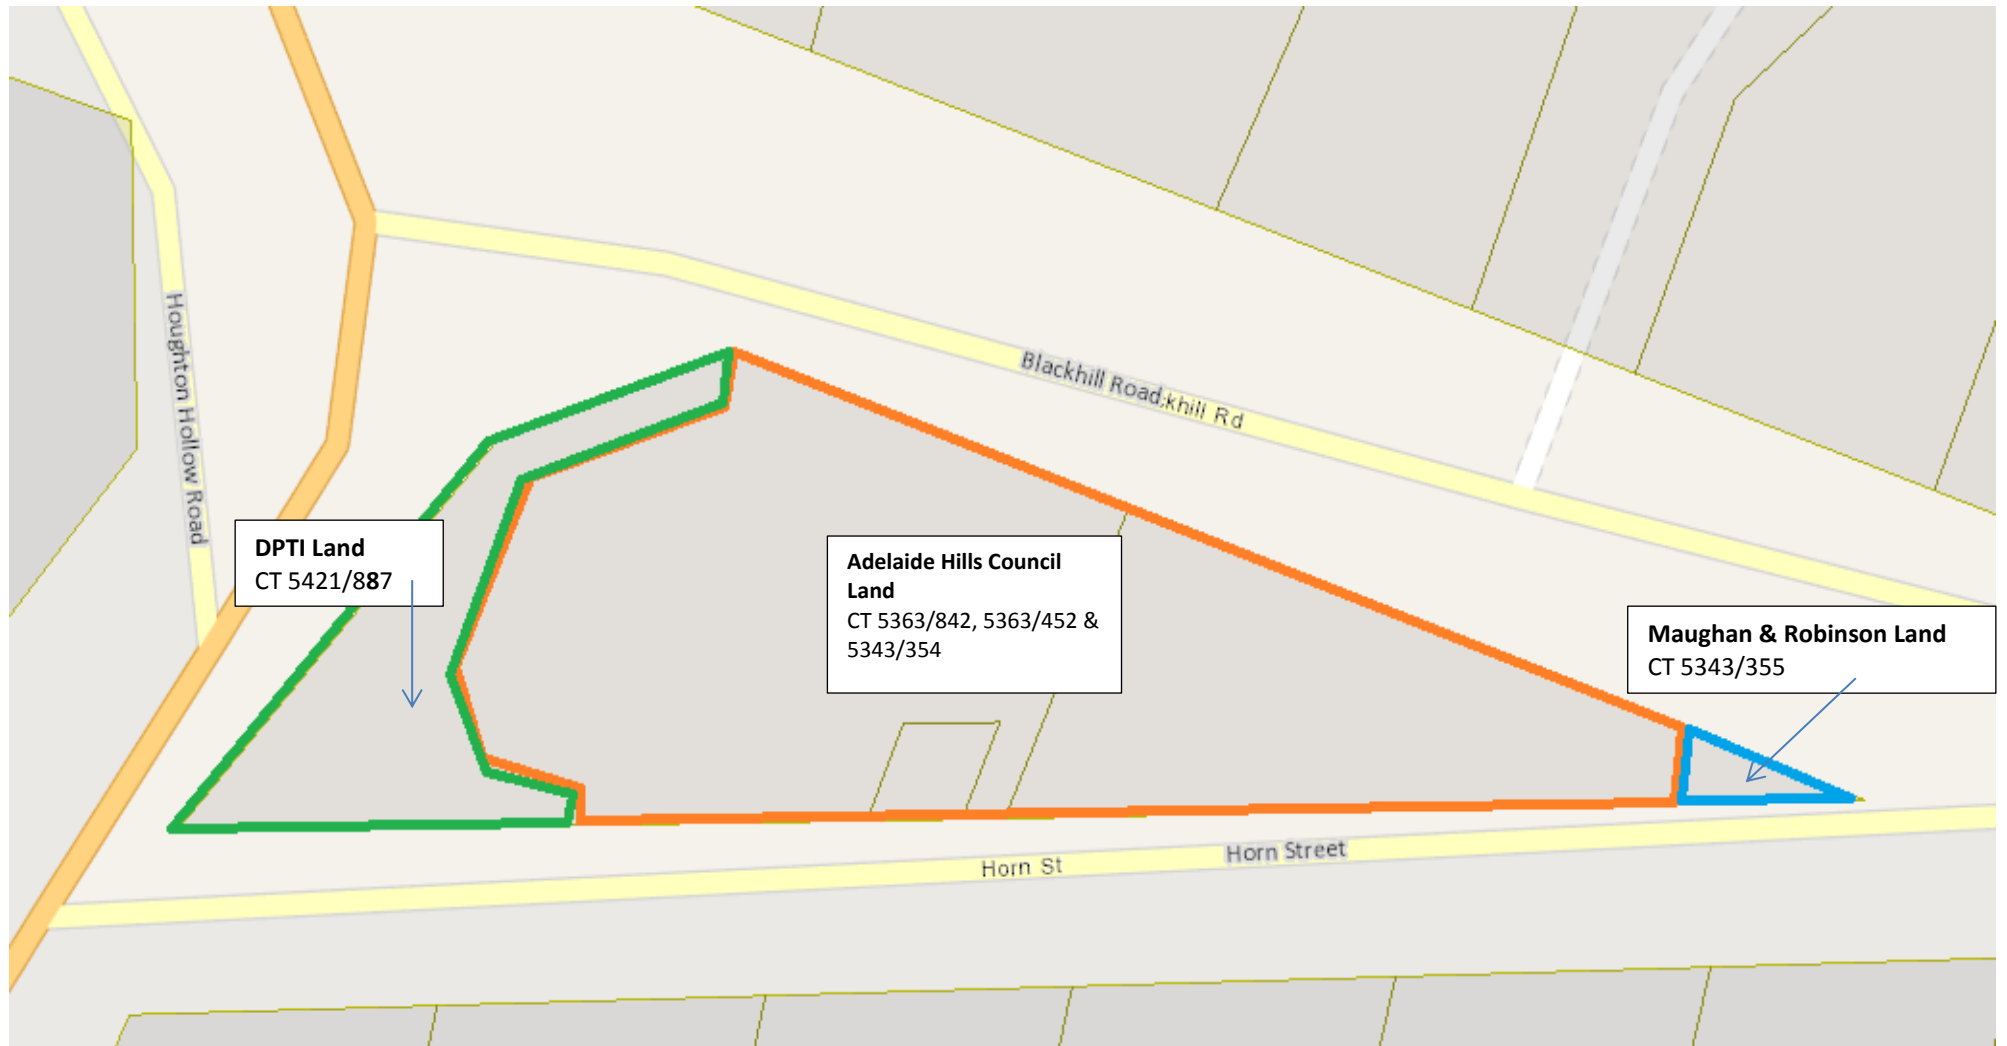 Houghton Hollow Road
Blackhill Road
khill Rd
DPTI Land
CT 5421/887
Adelaide Hills Council
Land
CT 5363/842, 5363/452 &
5343/354
Maughan & Robinson Land
CT 5343/355
Horn St
Horn Street